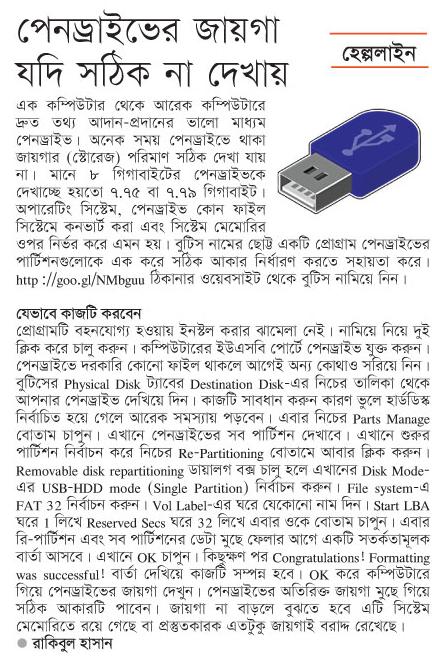 পেনড্রাইভের জায়গা
যদি সঠিক না দেখায়
হেল্পলাইন
এক কম্পিউটার থেকে আরেক কম্পিউটারে
দ্রুত তথ্য আদান-প্রদানের ভালো মাধ্যম
পেনড্রাইভ। অনেক সময় পেনড্রাইভে থাকা
জায়গার (স্টোরেজ) পরিমাণ সঠিক দেখা যায়
না। মানে ৮ গিগাবাইটের পেনড্রাইভকে
দেখাচ্ছে হয়তো ৭.৭৫ বা ৭.৭৯ গিগাবাইট।
অপারেটিং সিস্টেম, পেনড্রাইভ কোন ফাইল
সিস্টেমে কনভার্ট করা এবং সিস্টেম মেমোরির
ওপর নির্ভর করে এমন হয়। বুটিস নামের ছোট্ট একটি প্রোগ্রাম পেনড্রাইভের
পার্টিশনগুলোকে এক করে সঠিক আকার নির্ধারণ করতে সহায়তা করে।
http://goo.gl/NMbguu ঠিকানার ওয়েবসাইট থেকে বুটিস নামিয়ে নিন।
যেভাবে কাজটি করবেন
প্রোগ্রামটি বহনযোগ্য হওয়ায় ইনস্টল করার ঝামেলা নেই। নামিয়ে নিয়ে দুই
ক্লিক করে চালু করুন। কম্পিউটারের ইউএসবি পোর্টে পেনড্রাইভ যুক্ত করুন।
পেনড্রাইভে দরকারি কোনো ফাইল থাকলে আগেই অন্য কোথাও সরিয়ে নিন।
বুটিসের Physical Disk ট্যাবের Destination Disk-এর নিচের তালিকা থেকে
আপনার পেনড্রাইভ দেখিয়ে দিন। কাজটি সাবধান করুন কারণ ভুলে হার্ডডিস্ক
নির্বাচিত হয়ে গেলে আরেক সমস্যায় পড়বেন। এবার নিচের Parts Manage
বোতাম চাপুন। এখানে পেনড্রাইভের সব পার্টিশন দেখাবে। এখানে শুরুর
পার্টিশন নির্বাচন করে নিচের Re-Partitioning বোতামে আবার ক্লিক করুন।
Removable disk repartitioning ডায়ালগ বক্স চালু হলে এখানের Disk Mode-
এর USB-HDD mode (Single Partition) নির্বাচন করুন। File system-এ
FAT 32 নির্বাচন করুন। Vol Label-এর ঘরে যেকোনো নাম দিন। Start LBA
ঘরে 1 লিখে Reserved Secs ঘরে 32 লিখে এবার ওকে বোতাম চাপুন। এবার
রি-পার্টিশন এবং সব পার্টিশনের ডেটা মুছে ফেলার আগে একটি সতর্কতামূলক
বার্তা আসবে। এখানে OK চাপুন। কিছুক্ষণ পর Congratulations! Formatting
was successful! বার্তা দেখিয়ে কাজটি সম্পন্ন হবে। OK করে কম্পিউটারে
গিয়ে পেনড্রাইভের জায়গা দেখুন। পেনড্রাইভের অতিরিক্ত জায়গা মুছে গিয়ে
সঠিক আকারটি পাবেন। জায়গা না বাড়লে বুঝতে হবে এটি সিস্টেম
মেমোরিতে রয়ে গেছে বা প্রস্তুতকারক এতটুকু জায়গাই বরাদ্দ রেখেছে।
● রাকিবুল হাসান